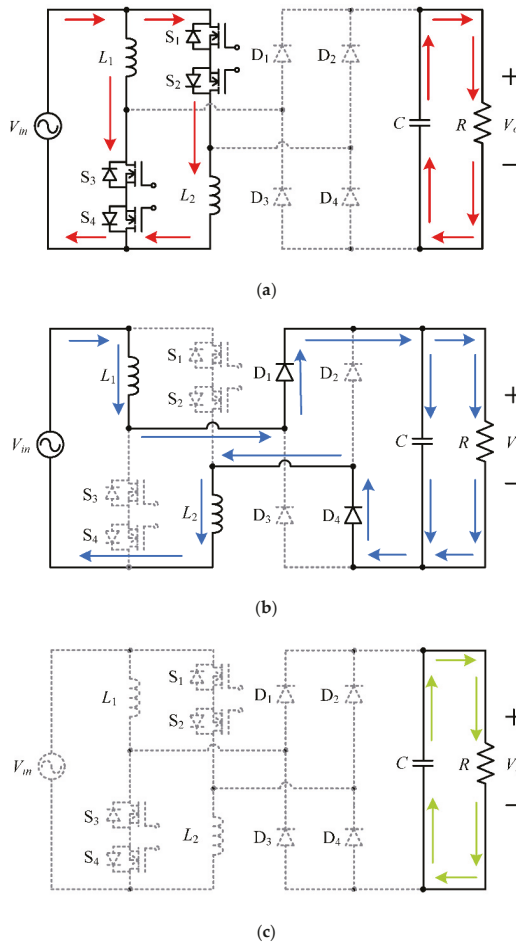 L1
S1
S2
D1
D2
Vin
S3
S4
L2
D3
D4
C
R
+
Vo
−
(a)
L1
S1
S2
D1
D2
Vin
S3
S4
L2
D3
D4
C
R
+
V
−
(b)
L1
S1
S2
D1
D2
Vin
S3
S4
L2
D3
D4
C
R
+
V
−
(c)